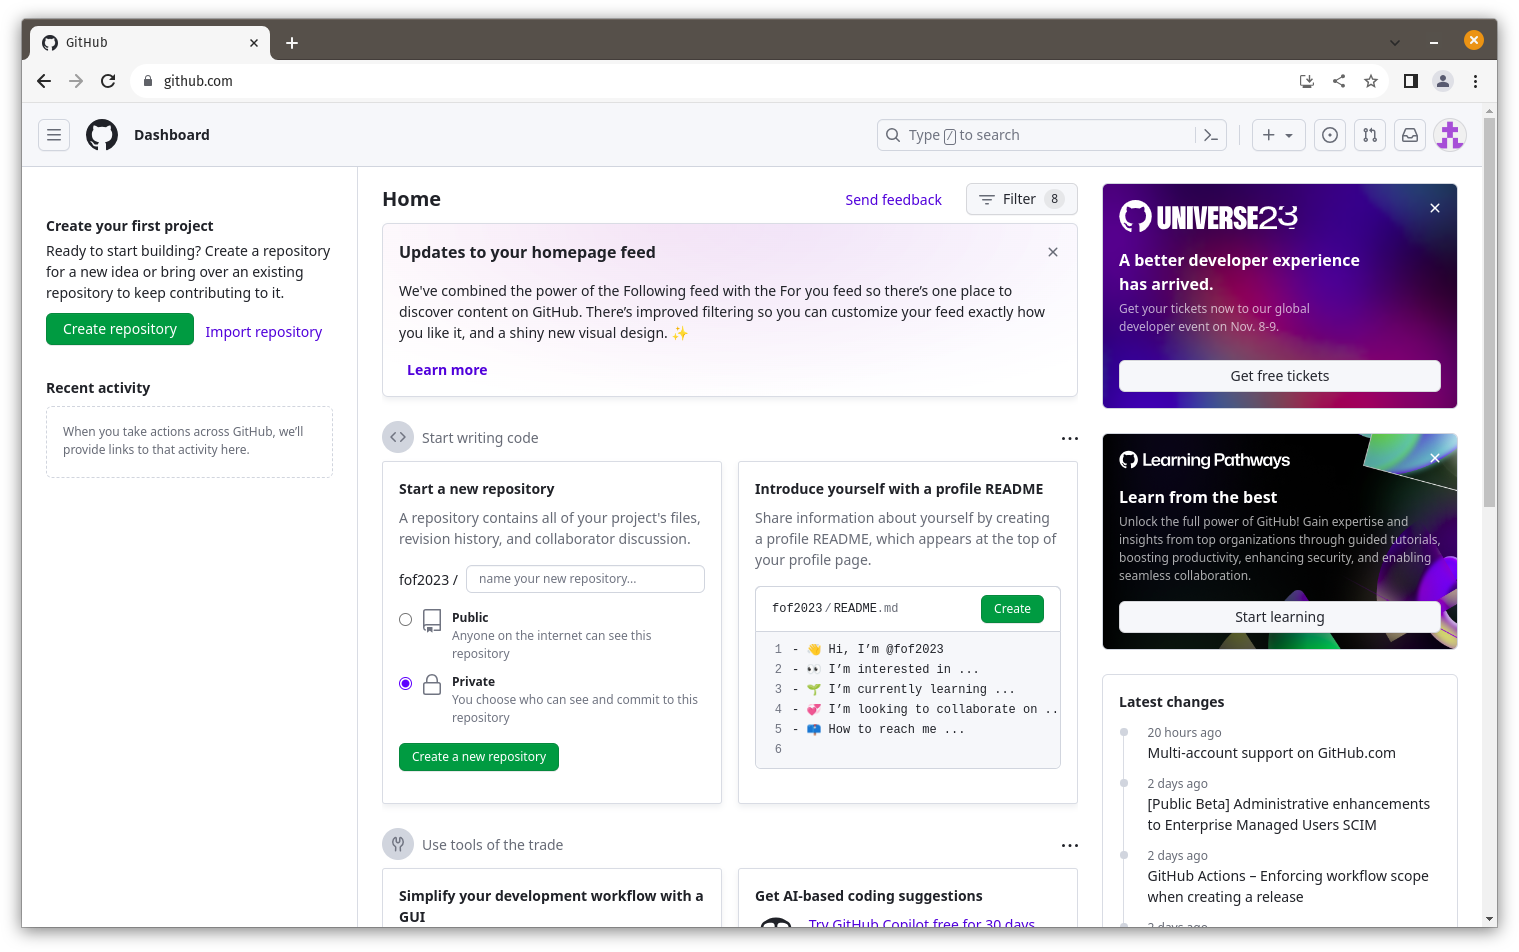 GitHub
github.com
Dashboard
Type / to search
Create your first project
Ready to start building? Create a repository
for a new idea or bring over an existing
repository to keep contributing to it.
Create repository
Import repository
Recent activity
When you take actions across GitHub, we’ll
provide links to that activity here.
Home
Send feedback
Filter 8
Updates to your homepage feed
We've combined the power of the Following feed with the For you feed so there’s one place to
discover content on GitHub. There’s improved filtering so you can customize your feed exactly how
you like it, and a shiny new visual design. ✨
Learn more
Start writing code
Start a new repository
A repository contains all of your project's files,
revision history, and collaborator discussion.
fof2023 / name your new repository...
Public
Anyone on the internet can see this
repository
Private
You choose who can see and commit to this
repository
Create a new repository
Introduce yourself with a profile README
Share information about yourself by creating
a profile README, which appears at the top of
your profile page.
fof2023/README.md
Create
1 - 👋 Hi, I’m @fof2023
2 - 👀 I’m interested in ...
3 - 🌱 I’m currently learning ...
4 - 💞️ I’m looking to collaborate on ..
5 - 📫 How to reach me ...
6
Use tools of the trade
Simplify your development workflow with a
GUI
Get AI-based coding suggestions
Try GitHub Copilot free for 30 days
UNIVERSE23
A better developer experience
has arrived.
Get your tickets now to our global
developer event on Nov. 8-9.
Get free tickets
Learning Pathways
Learn from the best
Unlock the full power of GitHub! Gain expertise and
insights from top organizations through guided tutorials,
boosting productivity, enhancing security, and enabling
seamless collaboration.
Start learning
Latest changes
20 hours ago
Multi-account support on GitHub.com
2 days ago
[Public Beta] Administrative enhancements
to Enterprise Managed Users SCIM
2 days ago
GitHub Actions – Enforcing workflow scope
when creating a release